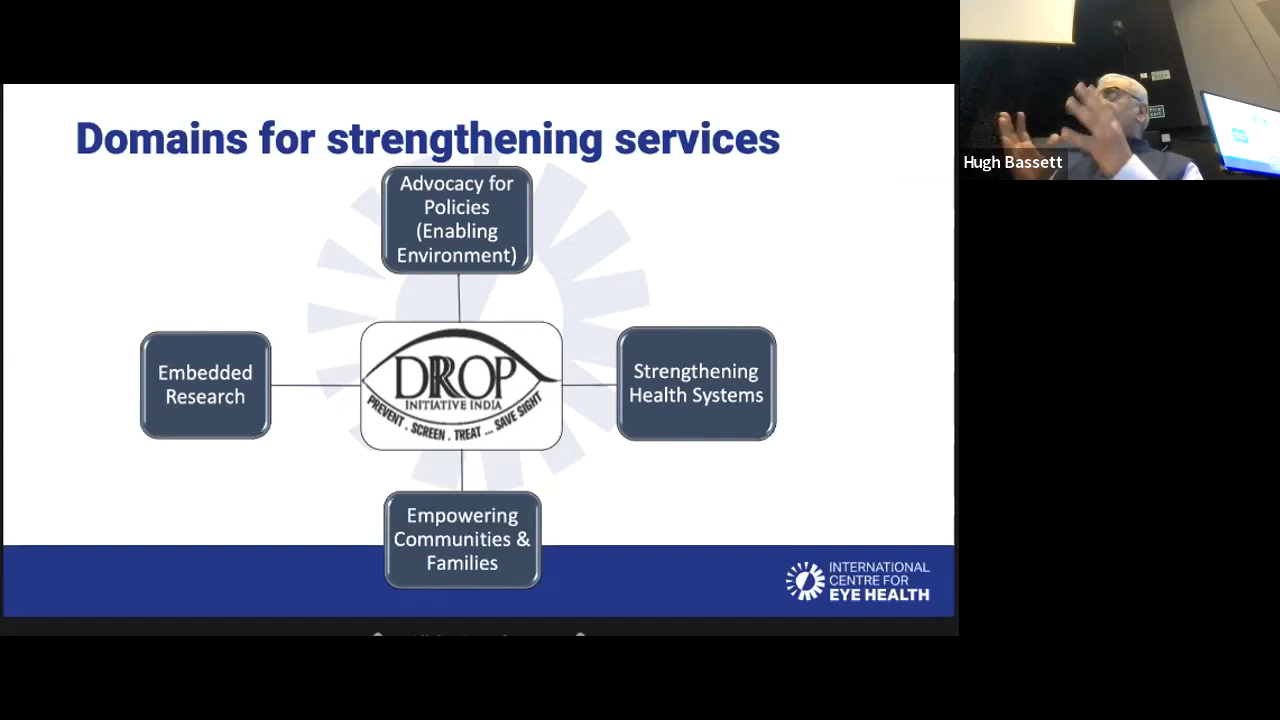 Domains for strengthening services
Advocacy for
Policies
(Enabling
Environment)
Embedded
Research
DRROP
INITIATIVE INDIA
PREVENT . SCREEN . TREAT ... SAVE SIGHT
Strengthening
Health Systems
Empowering
Communities &
Families
INTERNATIONAL
CENTRE FOR
EYE HEALTH
Hugh Bassett